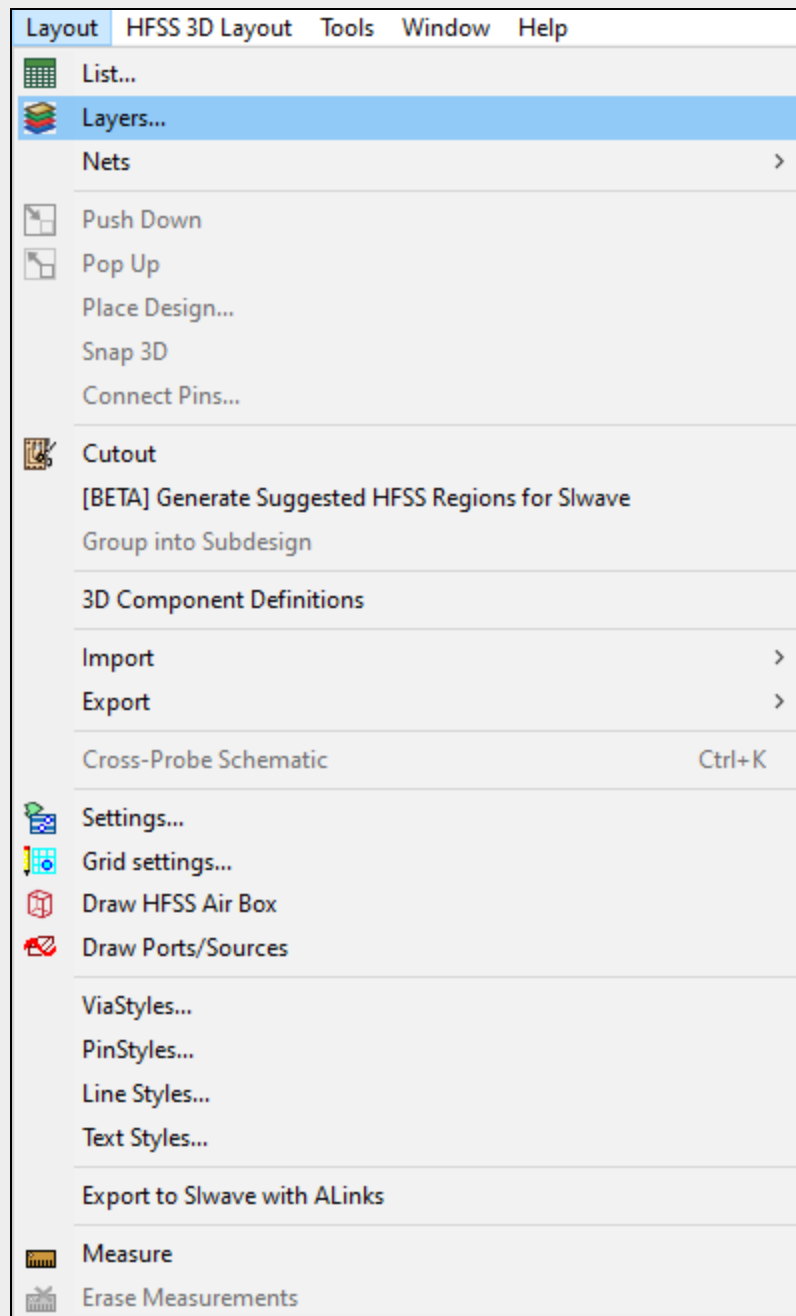 Layout HFSS 3D Layout Tools Window Help
List...
Layers...
Nets
Push Down
Pop Up
Place Design...
Snap 3D
Connect Pins...
Cutout
[BETA] Generate Suggested HFSS Regions for SIwave
Group into Subdesign
3D Component Definitions
Import
Export
Cross-Probe Schematic Ctrl+K
Settings...
Grid settings...
Draw HFSS Air Box
Draw Ports/Sources
ViaStyles...
PinStyles...
Line Styles...
Text Styles...
Export to SIwave with ALinks
Measure
Erase Measurements